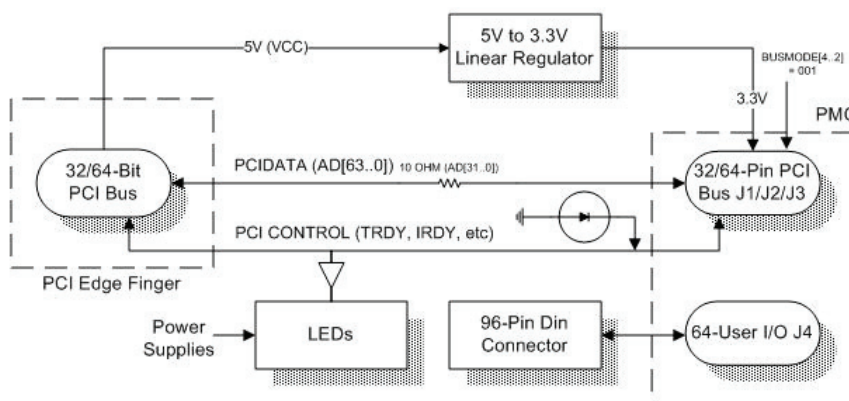 5V (VCC)
5V to 3.3V
Linear Regulator
BUSMODE[4..2]
= 001
3.3V
PMC
32/64-Bit
PCI Bus
PCIDATA (AD[63..0]) 10 OHM (AD[31..0])
32/64-Pin PCI
Bus J1/J2/J3
PCI CONTROL (TRDY, IRDY, etc)
PCI Edge Finger
Power
Supplies
LEDs
96-Pin Din
Connector
64-User I/O J4